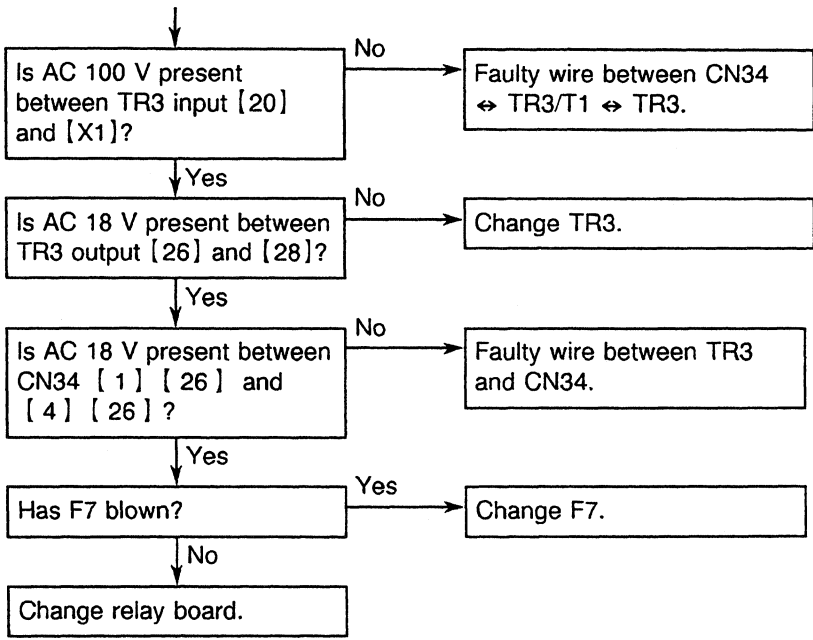 Is AC 100 V present
between TR3 input [20]
and [X1]?
No
Faulty wire between CN34
⇔ TR3/T1 ⇔ TR3.
Yes
Is AC 18 V present between
TR3 output [26] and [28]?
No
Change TR3.
Yes
Is AC 18 V present between
CN34 [ 1] [ 26] and
[ 4] [ 26] ?
No
Faulty wire between TR3
and CN34.
Yes
Has F7 blown?
Yes
Change F7.
No
Change relay board.